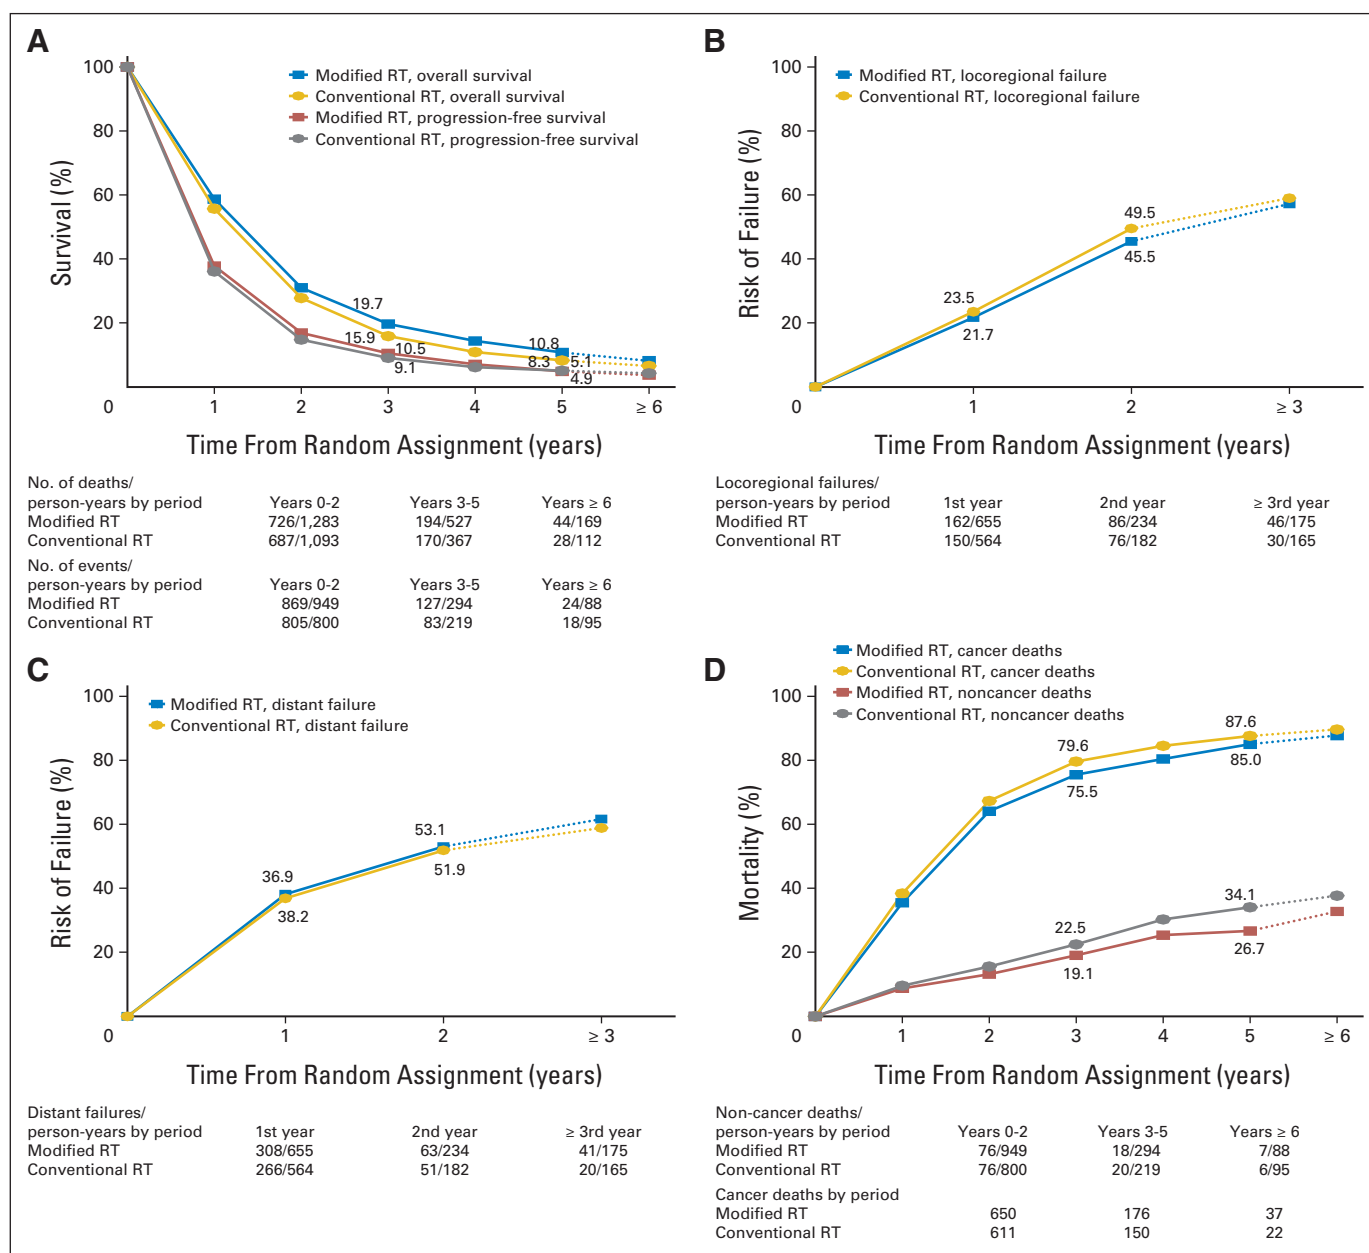 A
Modified RT, overall survival
Conventional RT, overall survival
Modified RT, progression-free survival
Conventional RT, progression-free survival
Survival (%)
100
80
60
40
20
0
19.7
15.9
10.5
9.1
10.8
8.3
5.1
4.9
1 2 3 4 5 ≥ 6
Time From Random Assignment (years)
No. of deaths/
person-years by period Years 0-2 Years 3-5 Years ≥ 6
Modified RT 726/1,283 194/527 44/169
Conventional RT 687/1,093 170/367 28/112
No. of events/
person-years by period Years 0-2 Years 3-5 Years ≥ 6
Modified RT 869/949 127/294 24/88
Conventional RT 805/800 83/219 18/95
B
Modified RT, locoregional failure
Conventional RT, locoregional failure
Risk of Failure (%)
100
80
60
40
20
0
23.5
21.7
49.5
45.5
1 2 ≥ 3
Time From Random Assignment (years)
Locoregional failures/
person-years by period 1st year 2nd year ≥ 3rd year
Modified RT 162/655 86/234 46/175
Conventional RT 150/564 76/182 30/165
C
Modified RT, distant failure
Conventional RT, distant failure
Risk of Failure (%)
100
80
60
40
20
0
36.9
38.2
53.1
51.9
1 2 ≥ 3
Time From Random Assignment (years)
Distant failures/
person-years by period 1st year 2nd year ≥ 3rd year
Modified RT 308/655 63/234 41/175
Conventional RT 266/564 51/182 20/165
D
Modified RT, cancer deaths
Conventional RT, cancer deaths
Modified RT, noncancer deaths
Conventional RT, noncancer deaths
Mortality (%)
100
80
60
40
20
0
79.6
75.5
87.6
85.0
22.5
19.1
34.1
26.7
1 2 3 4 5 ≥ 6
Time From Random Assignment (years)
Non-cancer deaths/
person-years by period Years 0-2 Years 3-5 Years ≥ 6
Modified RT 76/949 18/294 7/88
Conventional RT 76/800 20/219 6/95
Cancer deaths by period
Modified RT 650 176 37
Conventional RT 611 150 22